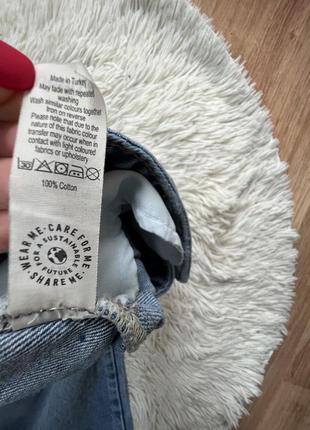 Made in Turkey
May fade with repeated
washing
Wash similar colours together
Iron on reverse
Please note that due to the
nature of this fabric colour
transfer may occur when in
contact with light coloured
fabrics or upholstery
100% Cotton
WEAR ME•CARE FOR ME•SHARE ME•
FOR A SUSTAINABLE FUTURE